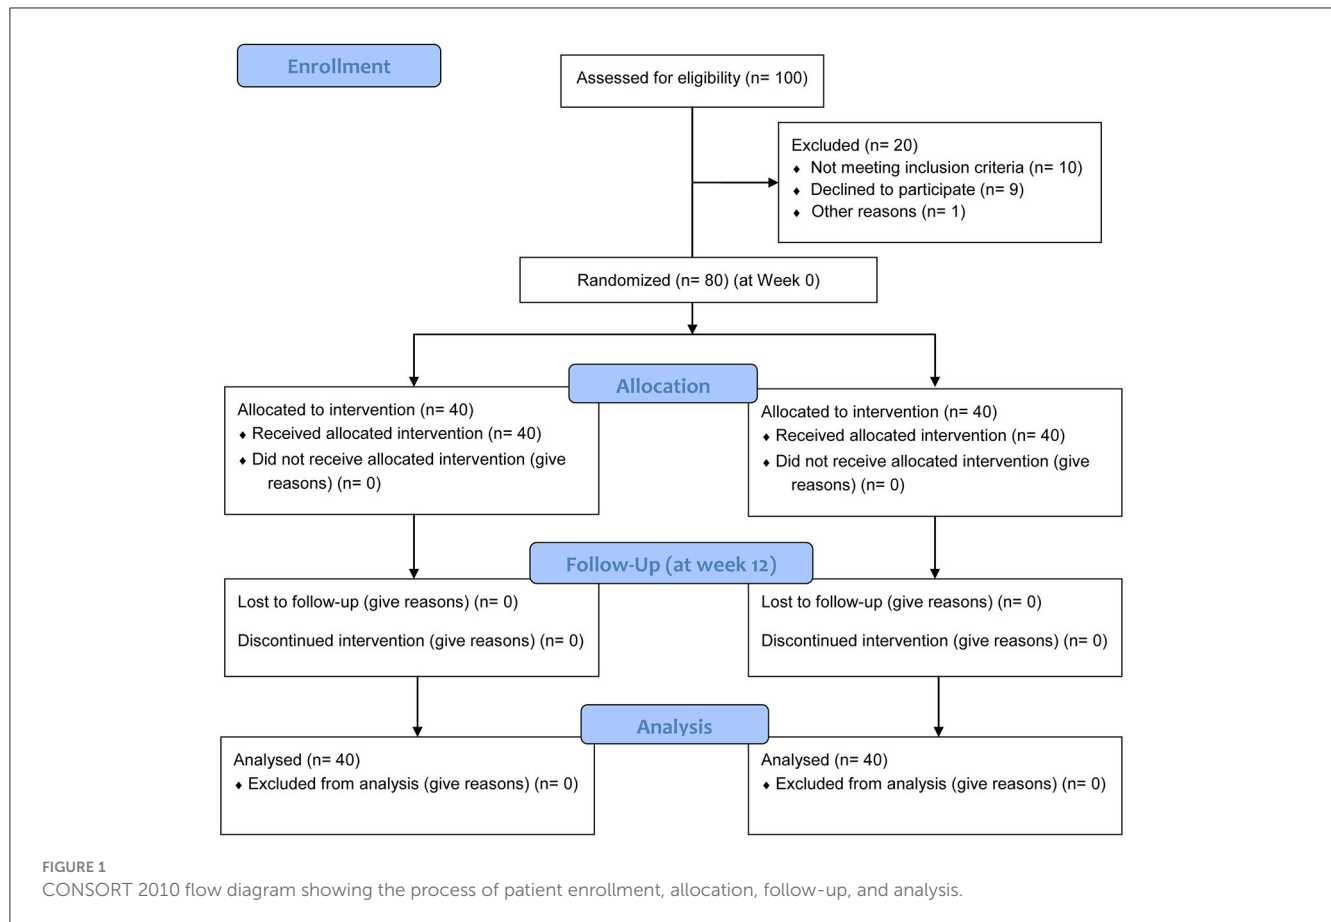 Enrollment
Assessed for eligibility (n= 100)
Excluded (n= 20)
♦ Not meeting inclusion criteria (n= 10)
♦ Declined to participate (n= 9)
♦ Other reasons (n= 1)
Randomized (n= 80) (at Week 0)
Allocation
Allocated to intervention (n= 40)
♦ Received allocated intervention (n= 40)
♦ Did not receive allocated intervention (give
reasons) (n= 0)
Allocated to intervention (n= 40)
♦ Received allocated intervention (n= 40)
♦ Did not receive allocated intervention (give
reasons) (n= 0)
Follow-Up (at week 12)
Lost to follow-up (give reasons) (n= 0)
Discontinued intervention (give reasons) (n= 0)
Lost to follow-up (give reasons) (n= 0)
Discontinued intervention (give reasons) (n= 0)
Analysis
Analysed (n= 40)
♦ Excluded from analysis (give reasons) (n= 0)
Analysed (n= 40)
♦ Excluded from analysis (give reasons) (n= 0)
FIGURE 1
CONSORT 2010 flow diagram showing the process of patient enrollment, allocation, follow-up, and analysis.